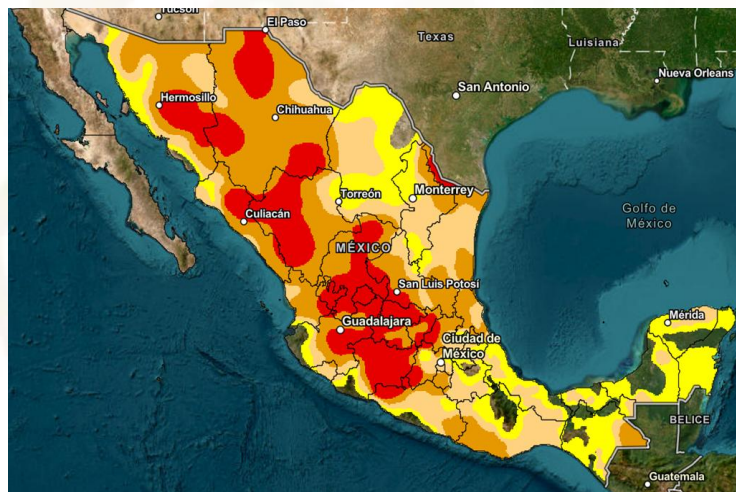 Tucson
El Paso
Texas
Luisiana
Nueva Orleans
San Antonio
Hermosillo
Chihuahua
Torreón
Monterrey
Culiacán
Golfo de
México
MÉXICO
San Luis Potosí
Guadalajara
Ciudad de
México
Mérida
BELICE
Guatemala